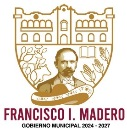 FRANCISCO I. MADERO
GOBIERNO MUNICIPAL 2024 - 2027